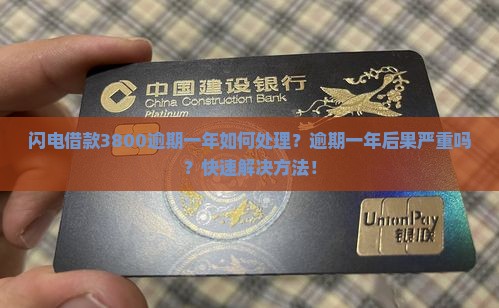 中国建设银行
China Construction Bank
Platinum
闪电借款3800逾期一年如何处理？逾期一年后果严重吗
？快速解决方法！
UnionPay
银联